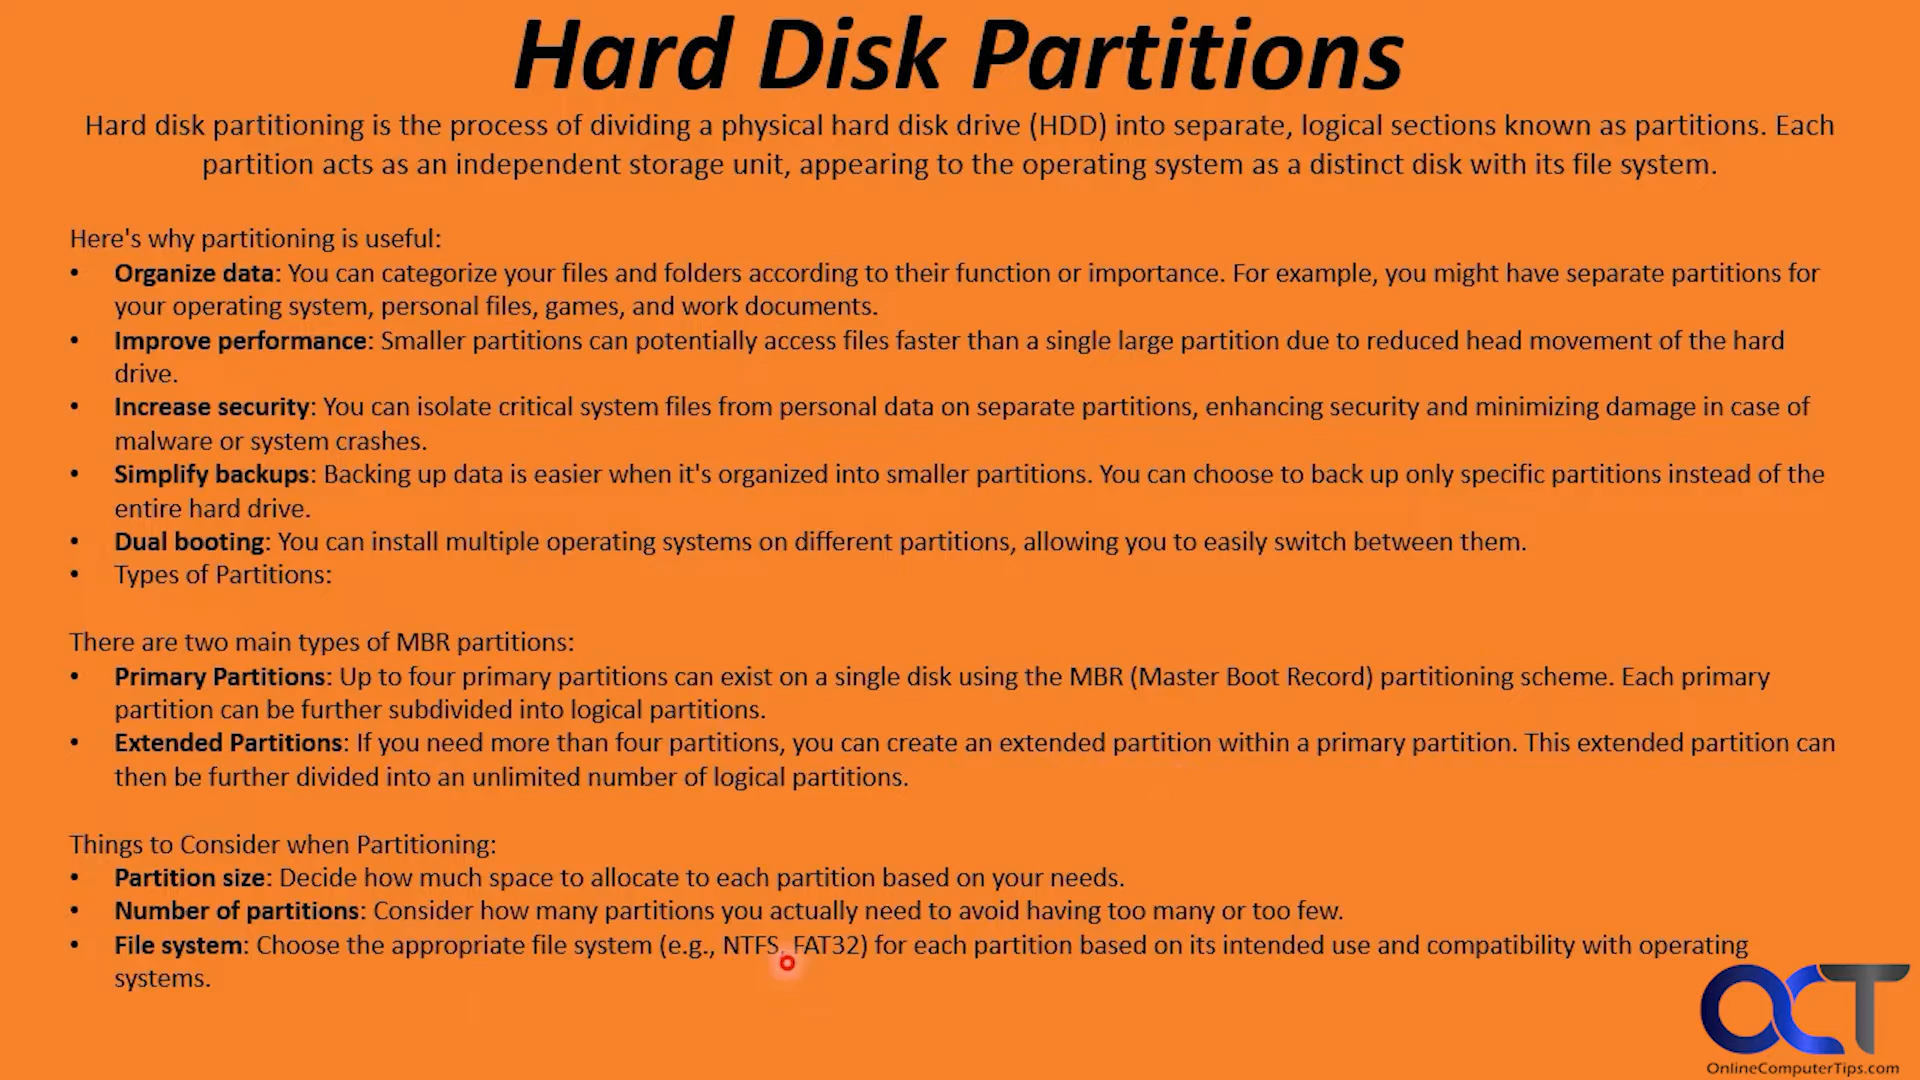 Hard Disk Partitions
Hard disk partitioning is the process of dividing a physical hard disk drive (HDD) into separate, logical sections known as partitions. Each
partition acts as an independent storage unit, appearing to the operating system as a distinct disk with its file system.
Here's why partitioning is useful:
• Organize data: You can categorize your files and folders according to their function or importance. For example, you might have separate partitions for
your operating system, personal files, games, and work documents.
• Improve performance: Smaller partitions can potentially access files faster than a single large partition due to reduced head movement of the hard
drive.
• Increase security: You can isolate critical system files from personal data on separate partitions, enhancing security and minimizing damage in case of
malware or system crashes.
• Simplify backups: Backing up data is easier when it's organized into smaller partitions. You can choose to back up only specific partitions instead of the
entire hard drive.
• Dual booting: You can install multiple operating systems on different partitions, allowing you to easily switch between them.
• Types of Partitions:
There are two main types of MBR partitions:
• Primary Partitions: Up to four primary partitions can exist on a single disk using the MBR (Master Boot Record) partitioning scheme. Each primary
partition can be further subdivided into logical partitions.
• Extended Partitions: If you need more than four partitions, you can create an extended partition within a primary partition. This extended partition can
then be further divided into an unlimited number of logical partitions.
Things to Consider when Partitioning:
• Partition size: Decide how much space to allocate to each partition based on your needs.
• Number of partitions: Consider how many partitions you actually need to avoid having too many or too few.
• File system: Choose the appropriate file system (e.g., NTFS, FAT32) for each partition based on its intended use and compatibility with operating
systems.
OCT
OnlineComputerTips.com